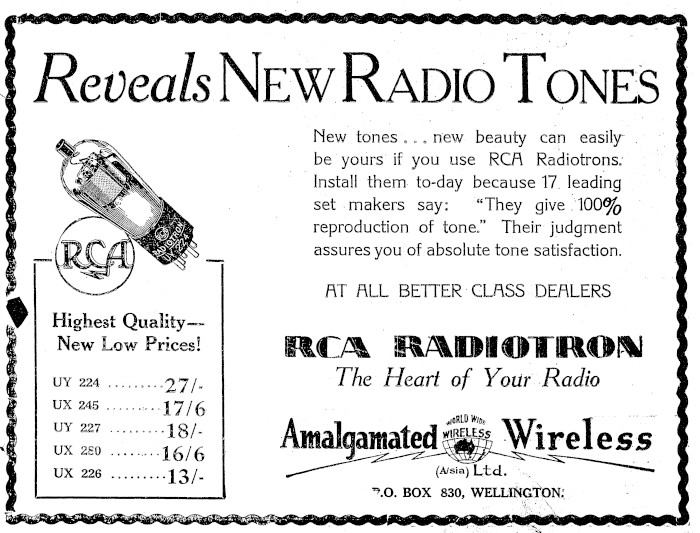 Reveals NEW RADIO TONES
New tones ... new beauty can easily
be yours if you use RCA Radiotrons.
Install them to-day because 17 leading
set makers say: "They give 100%
reproduction of tone." Their judgment
assures you of absolute tone satisfaction.
AT ALL BETTER CLASS DEALERS
RCA
RADIOTRON
Highest Quality—
New Low Prices!
UY 224 ..........27/-
UX 245 .........17/6
UY 227 .........18/-
UX 280 .........16/6
UX 226 .........13/-
RCA RADIOTRON
The Heart of Your Radio
WORLD WIDE
WIRELESS
Amalgamated Wireless
(A/sia) Ltd.
P.O. BOX 830, WELLINGTON.